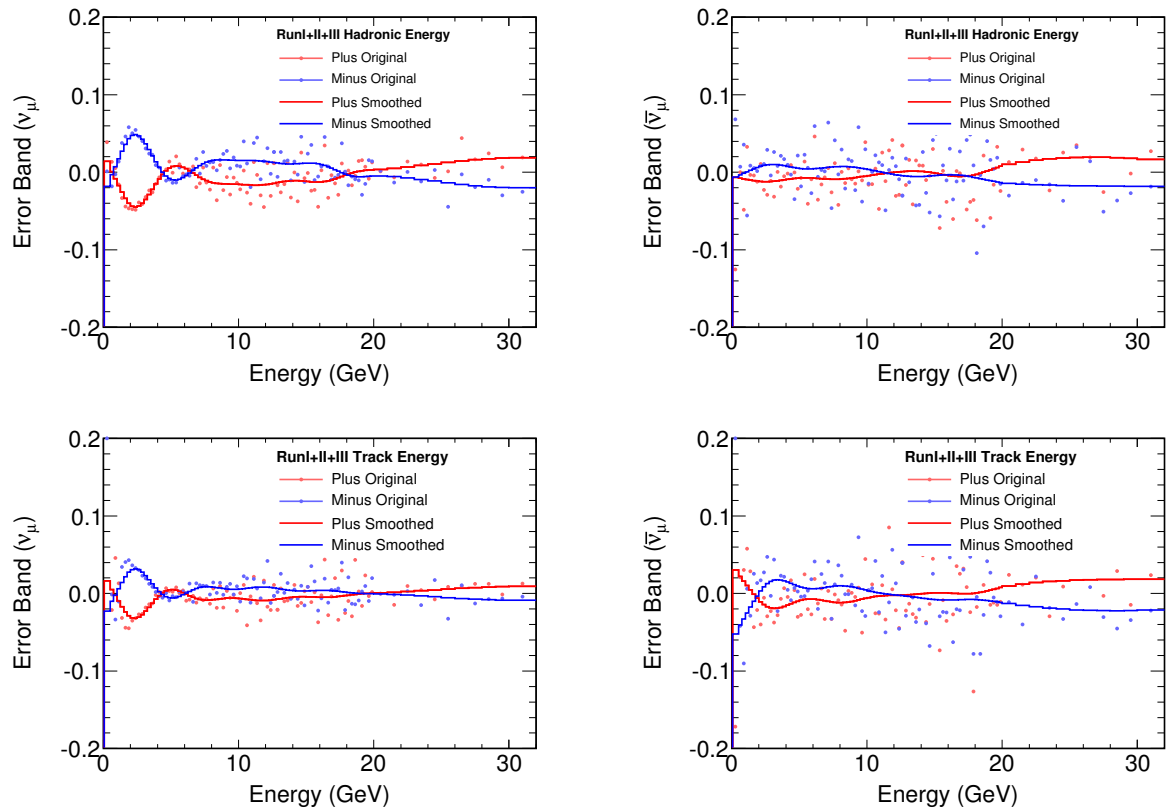 0.2
0.1
0.0
-0.1
-0.2
Error Band (νμ)
RunI+II+III Hadronic Energy
Plus Original
Minus Original
Plus Smoothed
Minus Smoothed
0 10 20 30
Energy (GeV)
0.2
0.1
0.0
-0.1
-0.2
Error Band (ν̅μ)
RunI+II+III Hadronic Energy
Plus Original
Minus Original
Plus Smoothed
Minus Smoothed
0 10 20 30
Energy (GeV)
0.2
0.1
0.0
-0.1
-0.2
Error Band (νμ)
RunI+II+III Track Energy
Plus Original
Minus Original
Plus Smoothed
Minus Smoothed
0 10 20 30
Energy (GeV)
0.2
0.1
0.0
-0.1
-0.2
Error Band (ν̅μ)
RunI+II+III Track Energy
Plus Original
Minus Original
Plus Smoothed
Minus Smoothed
0 10 20 30
Energy (GeV)